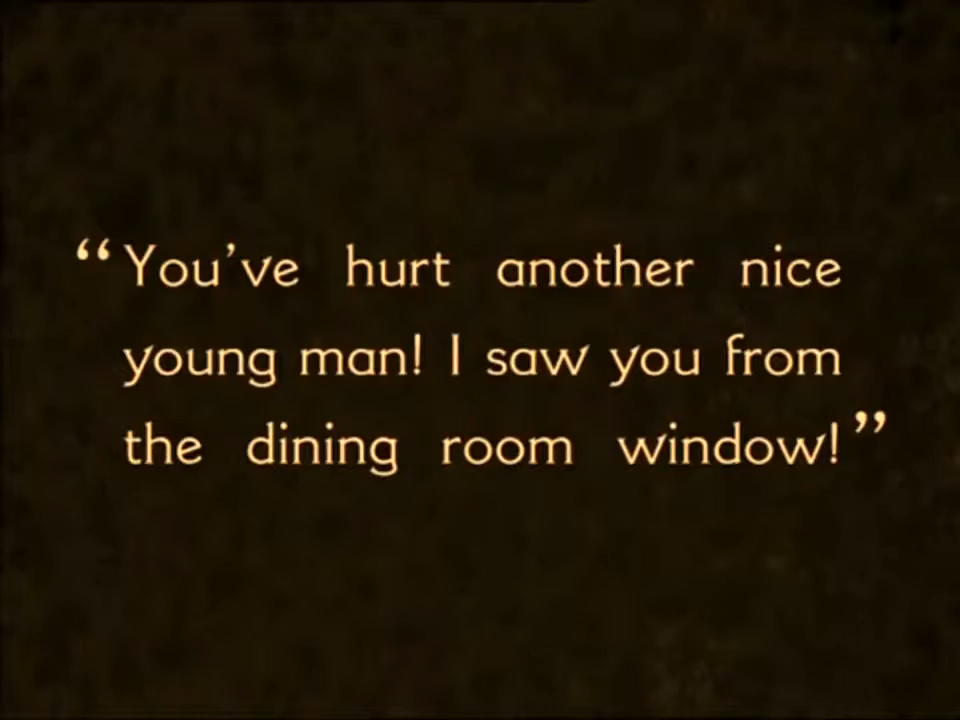 “You’ve hurt another nice
young man! I saw you from
the dining room window!”